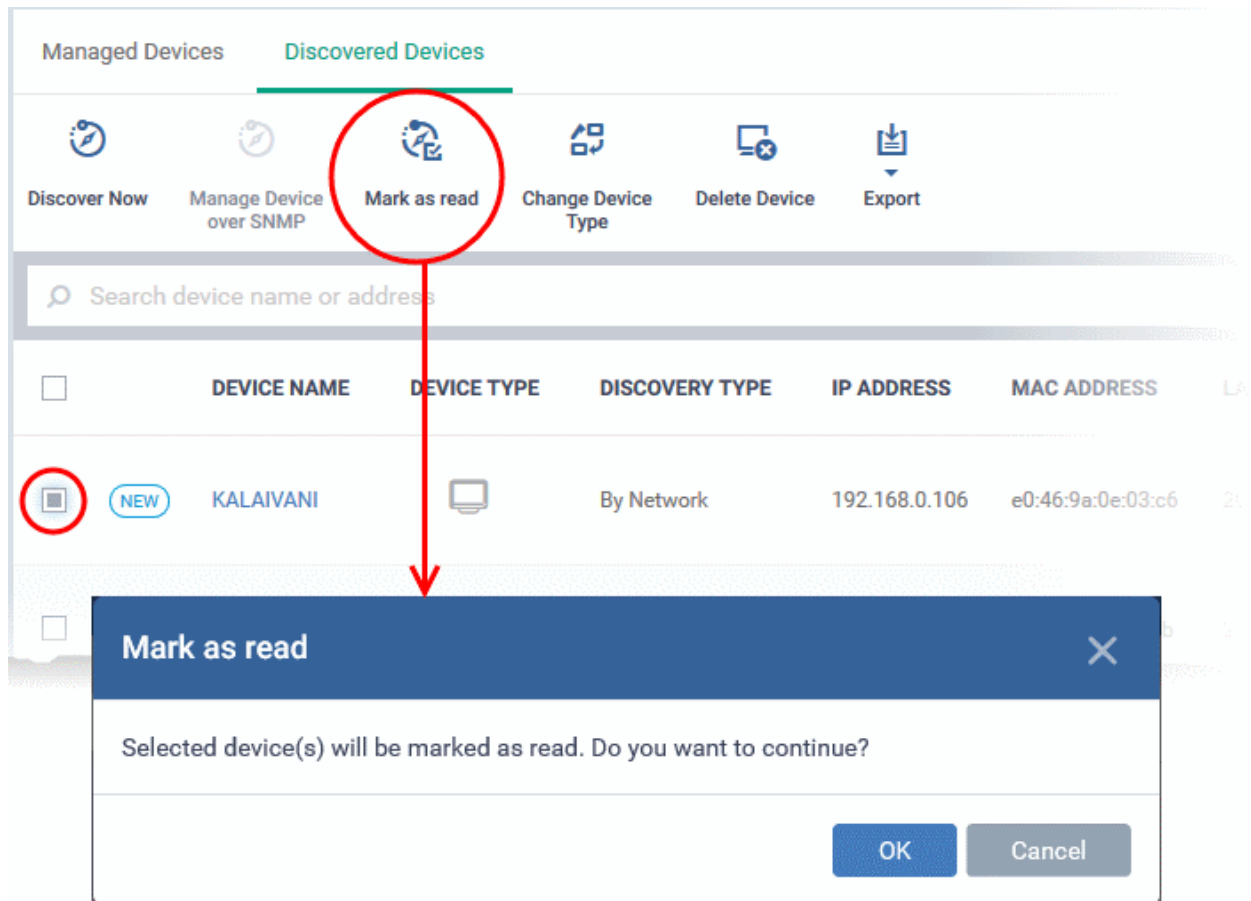 Managed Devices Discovered Devices
Discover Now Manage Device over SNMP Mark as read Change Device Type Delete Device Export
Search device name or address
DEVICE NAME DEVICE TYPE DISCOVERY TYPE IP ADDRESS MAC ADDRESS
NEW KALAIVANI By Network 192.168.0.106 e0:46:9a:0e:03:c6
Mark as read
Selected device(s) will be marked as read. Do you want to continue?
OK Cancel